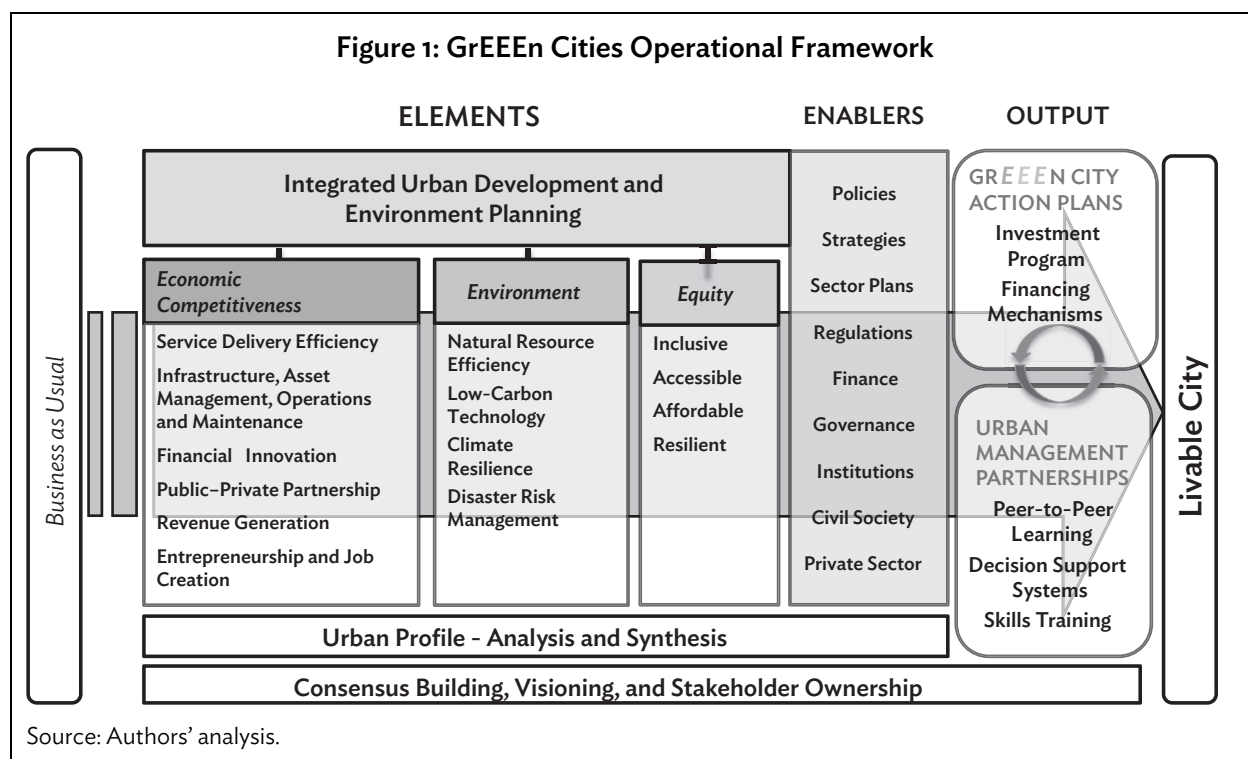 Figure 1: GrEEEn Cities Operational Framework
ELEMENTS
ENABLERS
OUTPUT
Business as Usual
Integrated Urban Development and
Environment Planning
Economic
Competitiveness
Service Delivery Efficiency
Infrastructure, Asset
Management, Operations
and Maintenance
Financial Innovation
Public–Private Partnership
Revenue Generation
Entrepreneurship and Job
Creation
Environment
Natural Resource
Efficiency
Low-Carbon
Technology
Climate
Resilience
Disaster Risk
Management
Equity
Inclusive
Accessible
Affordable
Resilient
Policies
Strategies
Sector Plans
Regulations
Finance
Governance
Institutions
Civil Society
Private Sector
GREEEN CITY
ACTION PLANS
Investment
Program
Financing
Mechanisms
URBAN
MANAGEMENT
PARTNERSHIPS
Peer-to-Peer
Learning
Decision Support
Systems
Skills Training
Livable City
Urban Profile - Analysis and Synthesis
Consensus Building, Visioning, and Stakeholder Ownership
Source: Authors’ analysis.